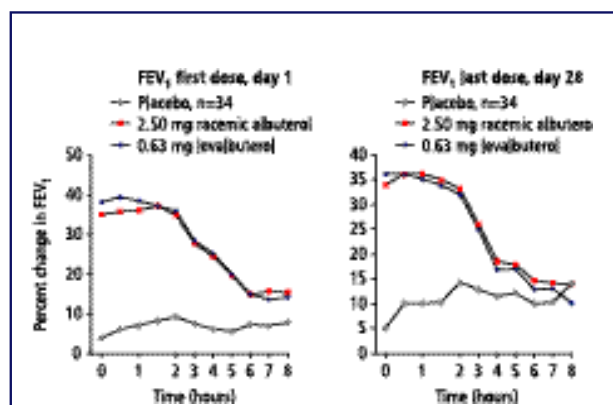 FEV₁ first dose, day 1
Placebo, n=34
2.50 mg racemic albuterol
0.63 mg levalbuterol
50
40
30
20
10
0
Percent change in FEV₁
0 1 2 3 4 5 6 7 8
Time (hours)
FEV₁ last dose, day 28
Placebo, n=34
2.50 mg racemic albutero
0.63 mg levalbuterol
40
35
30
25
20
15
10
5
0
0 1 2 3 4 5 6 7 8
Time (hours)